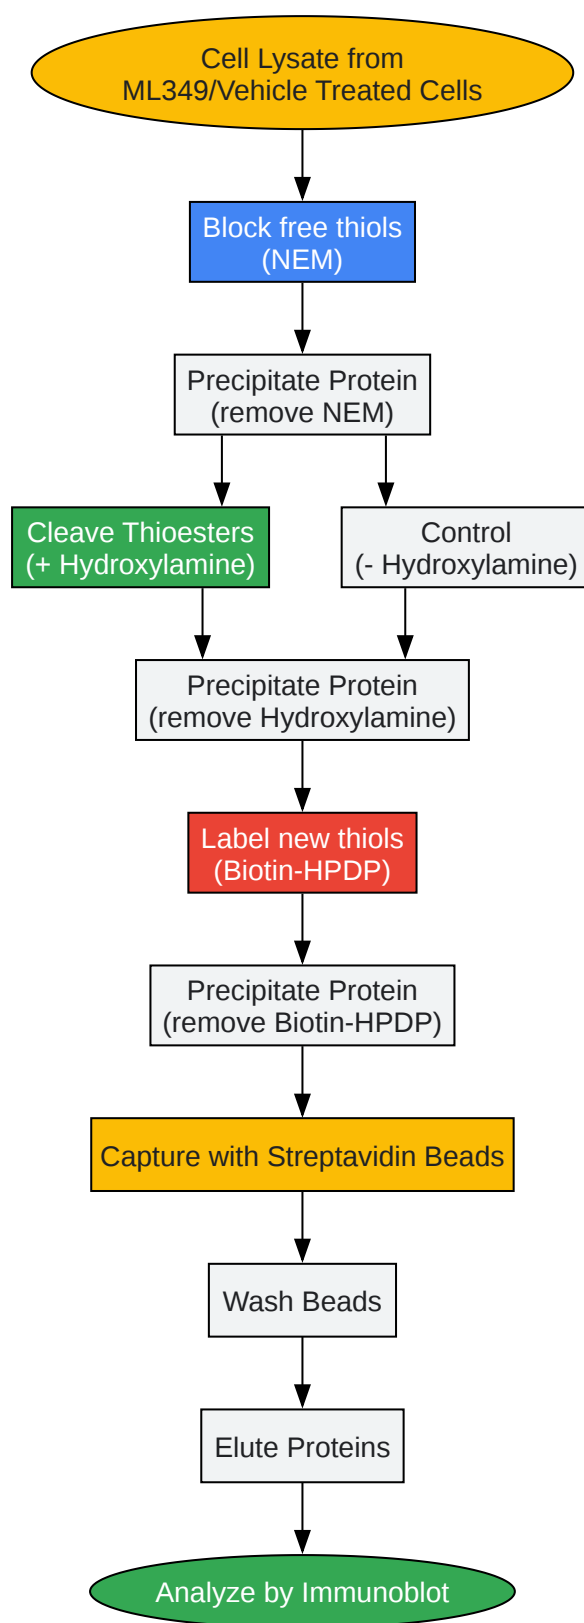 Cell Lysate from
ML349/Vehicle Treated Cells
Block free thiols
(NEM)
Precipitate Protein
(remove NEM)
Cleave Thioesters
(+ Hydroxylamine)
Control
(- Hydroxylamine)
Precipitate Protein
(remove Hydroxylamine)
Label new thiols
(Biotin-HPDP)
Precipitate Protein
(remove Biotin-HPDP)
Capture with Streptavidin Beads
Wash Beads
Elute Proteins
Analyze by Immunoblot